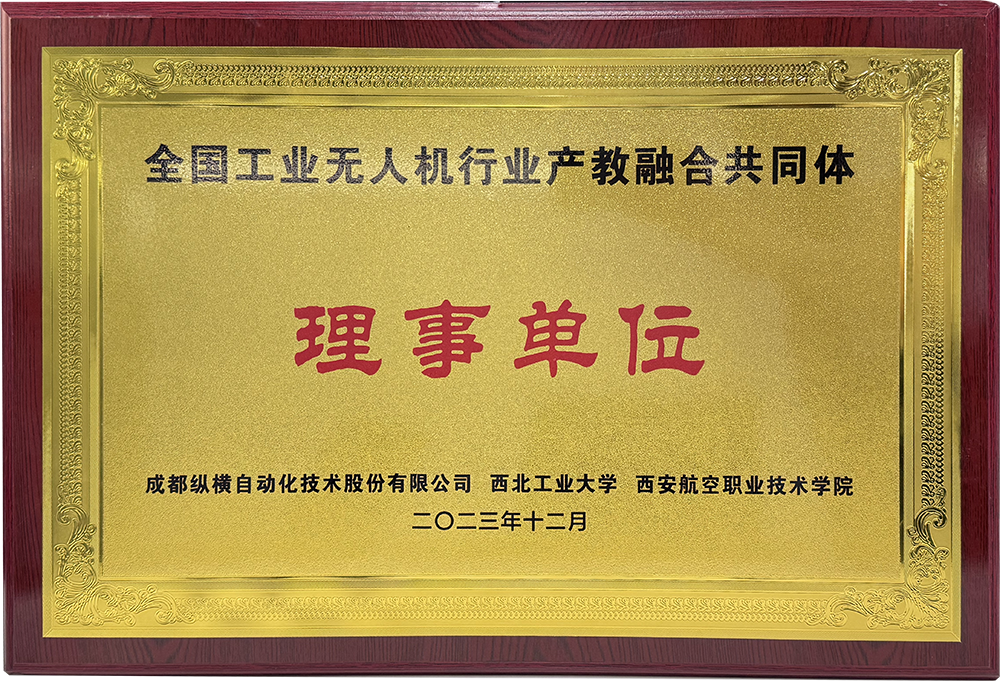 全国工业无人机行业产教融合共同体
理事单位
成都纵横自动化技术股份有限公司 西北工业大学 西安航空职业技术学院
二〇二三年十二月